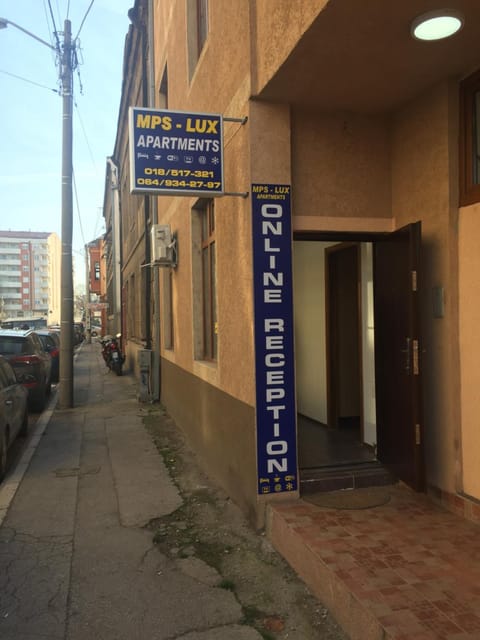 MPS - LUX
APARTMENTS
018/517-321
064/934-27-97
MPS - LUX
APARTMENTS
ONLINE RECEPTION